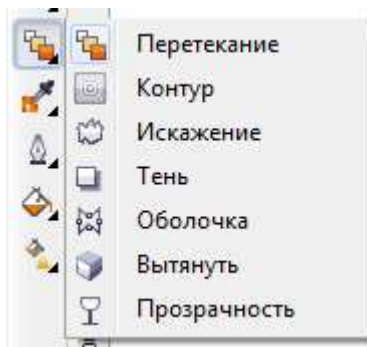 Перетекание
Контур
Искажение
Тень
Оболочка
Вытянуть
Прозрачность